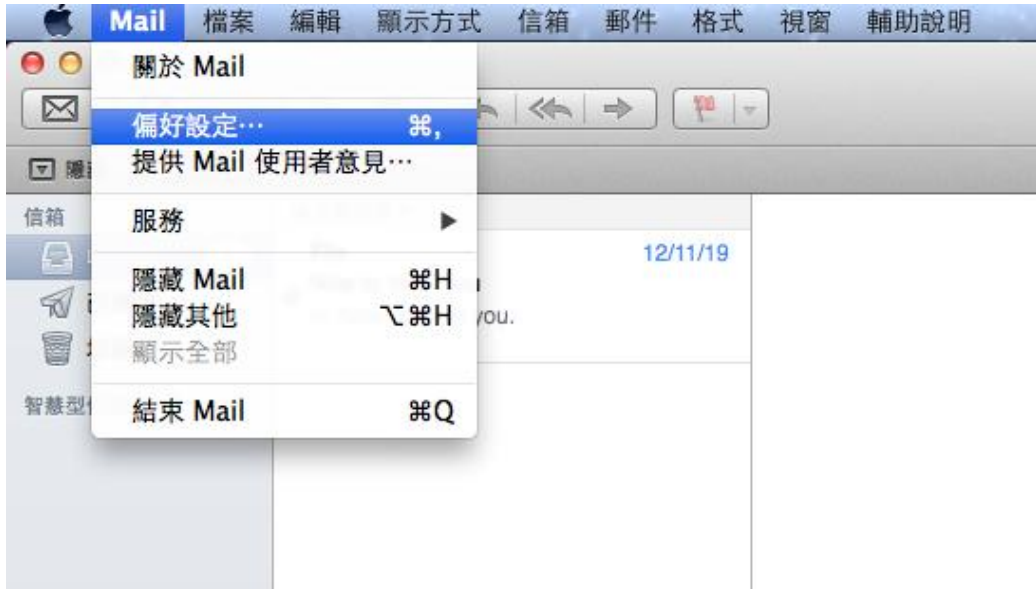 Mail 檔案 編輯 顯示方式 信箱 郵件 格式 視窗 輔助說明
關於 Mail
偏好設定… ⌘,
提供 Mail 使用者意見…
服務 ▶
隱藏 Mail ⌘H
隱藏其他 ⌥⌘H
顯示全部
結束 Mail ⌘Q
信箱
12/11/19
you.
智慧型